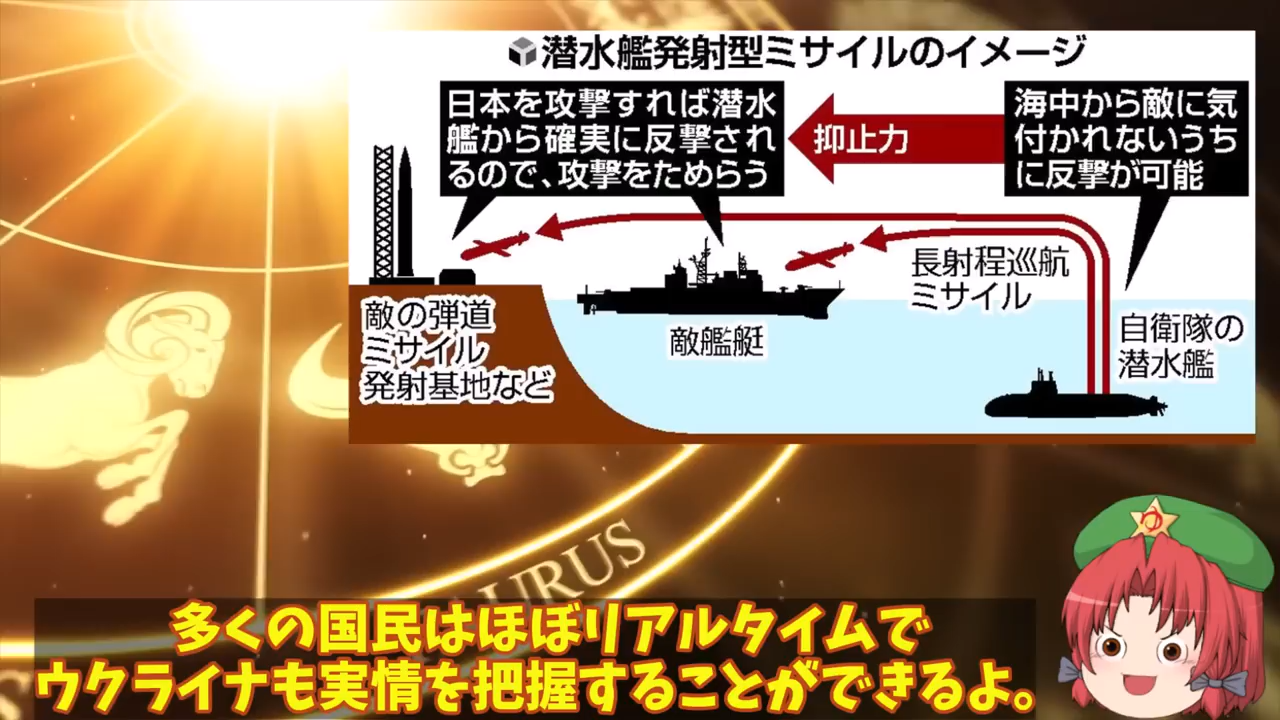 潜水艦発射型ミサイルのイメージ
日本を攻撃すれば潜水
艦から確実に反撃され
るので、攻撃をためらう
抑止力
海中から敵に気
付かれないうち
に反撃が可能
長射程巡航
ミサイル
敵の弾道
ミサイル
発射基地など
敵艦艇
自衛隊の
潜水艦
URUS
多くの国民はほぼリアルタイムで
ウクライナも実情を把握することができるよ。